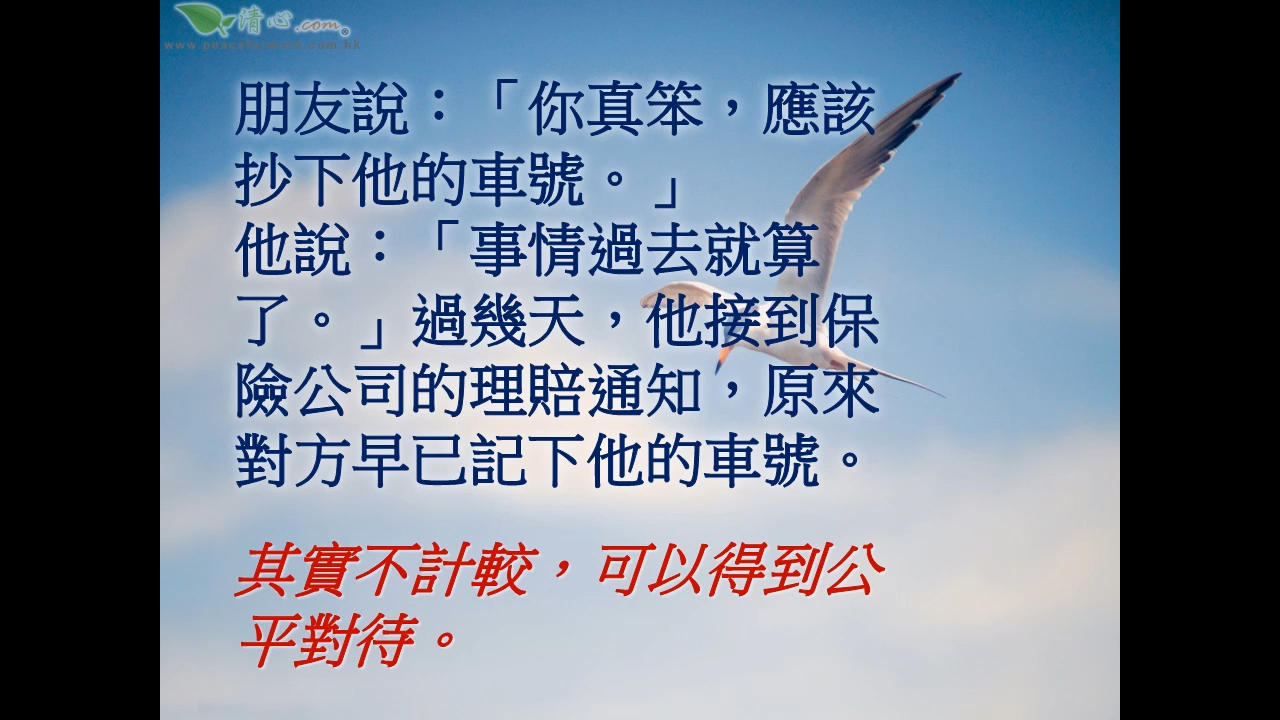 清心.com
朋友說：「你真笨，應該
抄下他的車號。」
他說：「事情過去就算
了。」過幾天，他接到保
險公司的理賠通知，原來
對方早已記下他的車號。
其實不計較，可以得到公
平對待。